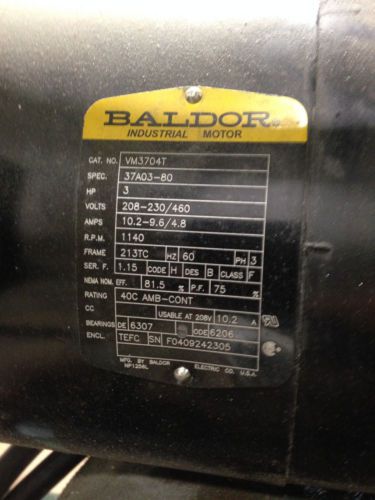 BALDOR
INDUSTRIAL MOTOR
CAT. NO. VM3704T
SPEC. 37A03-80
HP 3
VOLTS 208-230/460
AMPS 10.2-9.6/4.8
R.P.M. 1140
FRAME 213TC HZ 60 PH 3
SER. F. 1.15 CODE H DES B CLASS F
NEMA NOM. EFF. 81.5 % P.F. 75 %
RATING 40C AMB-CONT
CC USABLE AT 208V 10.2 A
BEARINGS DE 6307 ODE 6206
ENCL. TEFC SN F0409242305
MFG. BY BALDOR ELECTRIC CO. U.S.A.
NP1256L